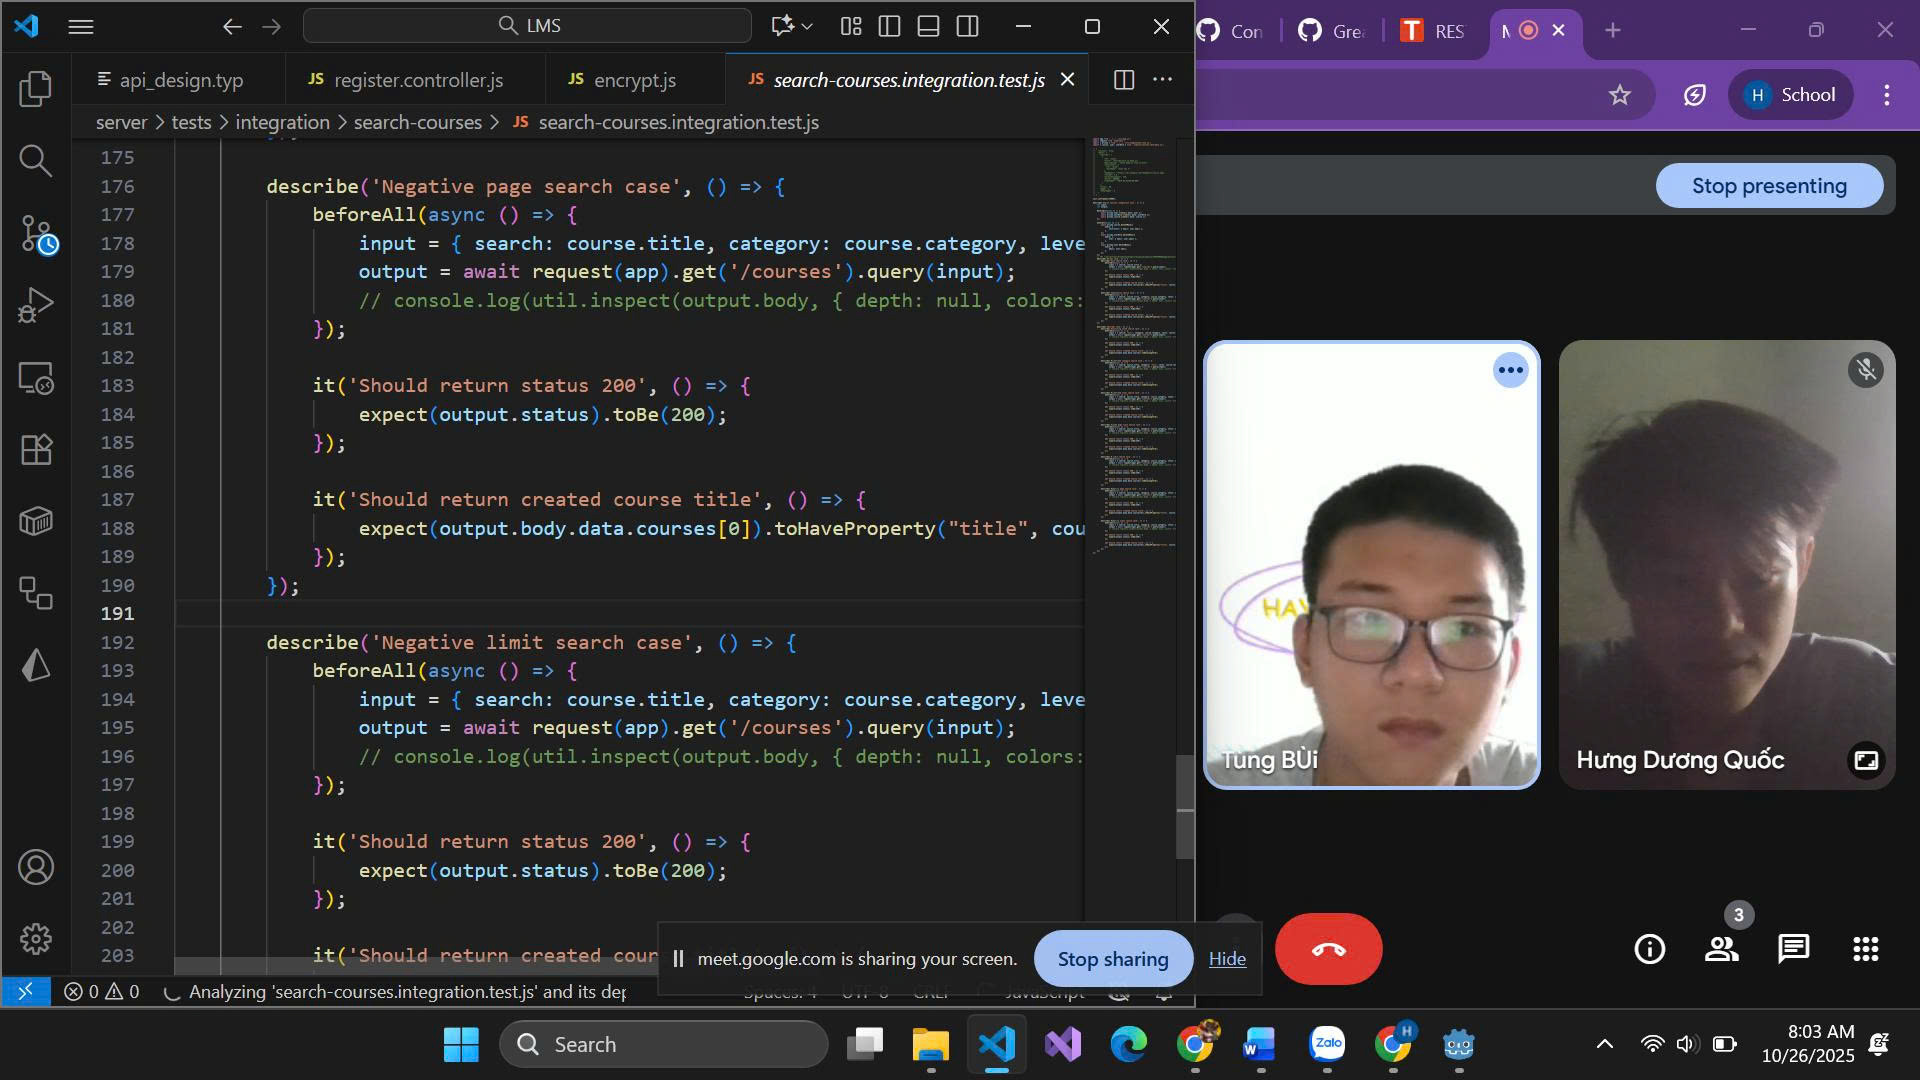 LMS
api_design.typ
JS register.controller.js
JS encrypt.js
JS search-courses.integration.test.js
server > tests > integration > search-courses > JS search-courses.integration.test.js
175
176 describe('Negative page search case', () => {
177 beforeAll(async () => {
178 input = { search: course.title, category: course.category, leve
179 output = await request(app).get('/courses').query(input);
180 // console.log(util.inspect(output.body, { depth: null, colors:
181 });
182
183 it('Should return status 200', () => {
184 expect(output.status).toBe(200);
185 });
186
187 it('Should return created course title', () => {
188 expect(output.body.data.courses[0]).toHaveProperty("title", cou
189 });
190 });
191
192 describe('Negative limit search case', () => {
193 beforeAll(async () => {
194 input = { search: course.title, category: course.category, leve
195 output = await request(app).get('/courses').query(input);
196 // console.log(util.inspect(output.body, { depth: null, colors:
197 });
198
199 it('Should return status 200', () => {
200 expect(output.status).toBe(200);
201 });
202
203 it('Should return created cour
0 0 Analyzing 'search-courses.integration.test.js' and its dep
Spaces: 4 UTF-8 CRLF JavaScript
meet.google.com is sharing your screen. Stop sharing Hide
Con
Grea
T RES
M
H School
Stop presenting
HAV
Tùng BÙi
Hưng Dương Quốc
3
Search
W
Zalo
H
8:03 AM
10/26/2025